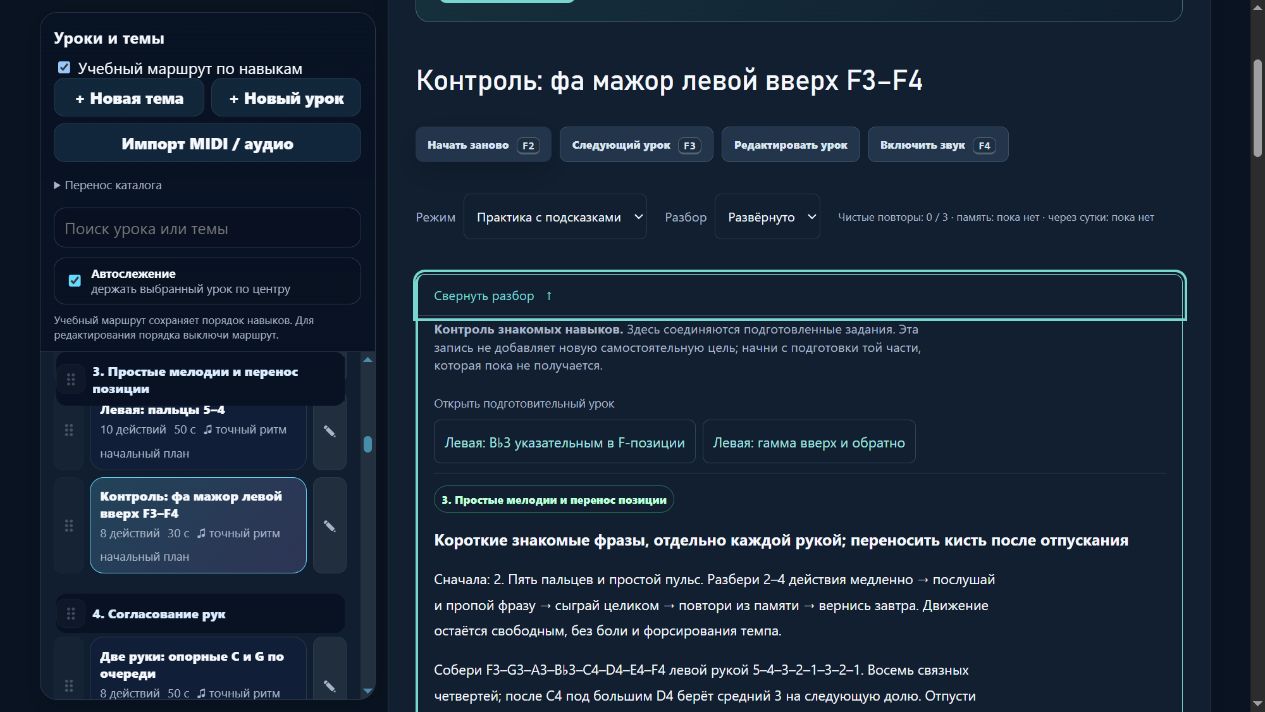 Уроки и темы
Учебный маршрут по навыкам
+ Новая тема
+ Новый урок
Импорт MIDI / аудио
▸ Перенос каталога
Поиск урока или темы
Автослежение
держать выбранный урок по центру
Учебный маршрут сохраняет порядок навыков. Для
редактирования порядка выключи маршрут.
3. Простые мелодии и перенос
позиции
Левая: пальцы 5–4
10 действий 50 с ♫ точный ритм
начальный план
Контроль: фа мажор левой
вверх F3–F4
8 действий 30 с ♫ точный ритм
начальный план
4. Согласование рук
Две руки: опорные C и G по
очереди
8 действий 50 с ♫ точный ритм
Контроль: фа мажор левой вверх F3–F4
Начать заново F2
Следующий урок F3
Редактировать урок
Включить звук F4
Режим Практика с подсказками Разбор Развёрнуто Чистые повторы: 0 / 3 · память: пока нет · через сутки: пока нет
Свернуть разбор ↑
Контроль знакомых навыков. Здесь соединяются подготовленные задания. Эта
запись не добавляет новую самостоятельную цель; начни с подготовки той части,
которая пока не получается.
Открыть подготовительный урок
Левая: B♭3 указательным в F-позиции
Левая: гамма вверх и обратно
3. Простые мелодии и перенос позиции
Короткие знакомые фразы, отдельно каждой рукой; переносить кисть после отпускания
Сначала: 2. Пять пальцев и простой пульс. Разбери 2–4 действия медленно → послушай
и пропой фразу → сыграй целиком → повтори из памяти → вернись завтра. Движение
остаётся свободным, без боли и форсирования темпа.
Собери F3–G3–A3–B♭3–C4–D4–E4–F4 левой рукой 5–4–3–2–1–3–2–1. Восемь связных
четвертей; после C4 под большим D4 берёт средний 3 на следующую долю. Отпусти